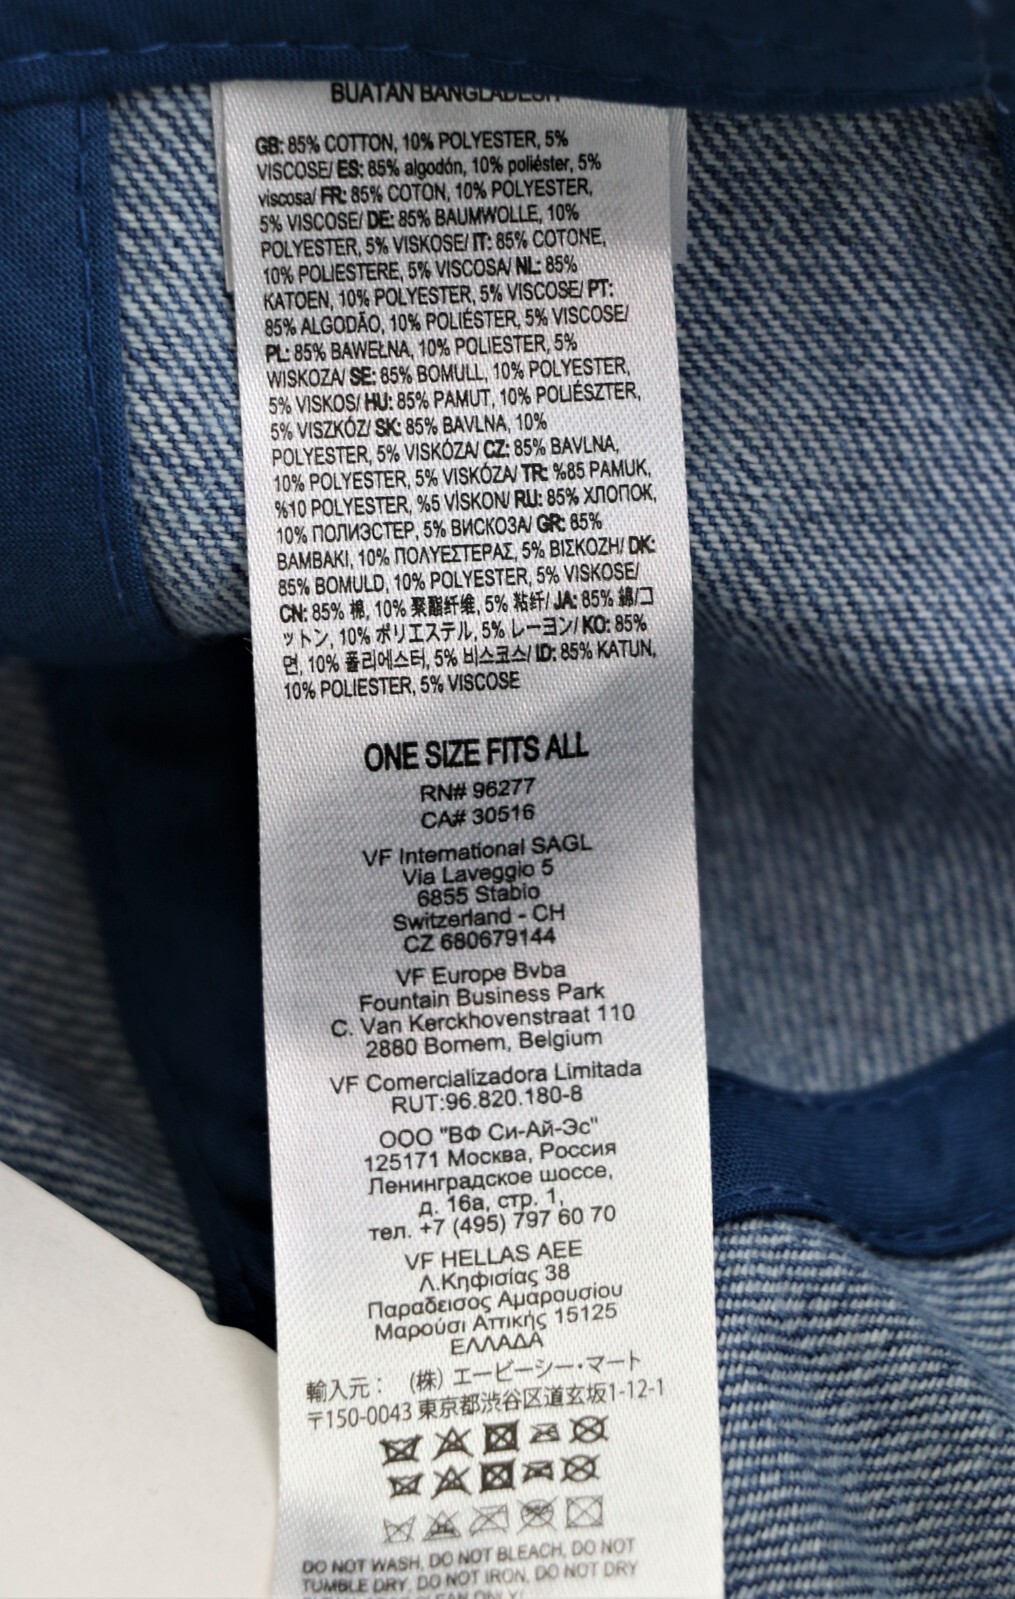 BUATAN BANGLADESH
GB: 85% COTTON, 10% POLYESTER, 5%
VISCOSE/ ES: 85% algodón, 10% poliéster, 5%
viscosa/ FR: 85% COTON, 10% POLYESTER,
5% VISCOSE/ DE: 85% BAUMWOLLE, 10%
POLYESTER, 5% VISKOSE/ IT: 85% COTONE,
10% POLIESTERE, 5% VISCOSA/ NL: 85%
KATOEN, 10% POLYESTER, 5% VISCOSE/ PT:
85% ALGODÃO, 10% POLIÉSTER, 5% VISCOSE/
PL: 85% BAWEŁNA, 10% POLIESTER, 5%
WISKOZA/ SE: 85% BOMULL, 10% POLYESTER,
5% VISKOS/ HU: 85% PAMUT, 10% POLIÉSZTER,
5% VISZKÓZ/ SK: 85% BAVLNA, 10%
POLYESTER, 5% VISKÓZA/ CZ: 85% BAVLNA,
10% POLYESTER, 5% VISKÓZA/ TR: %85 PAMUK,
%10 POLYESTER, %5 VİSKON/ RU: 85% ХЛОПОК,
10% ПОЛИЭСТЕР, 5% ВИСКОЗА/ GR: 85%
ΒΑΜΒΑΚΙ, 10% ΠΟΛΥΕΣΤΕΡΑΣ, 5% ΒΙΣΚΟΖΗ/ DK:
85% BOMULD, 10% POLYESTER, 5% VISKOSE/
CN: 85% 棉, 10% 聚酯纤维, 5% 粘纤/ JA: 85% 綿/コ
ットン, 10% ポリエステル, 5% レーヨン/ KO: 85%
면, 10% 폴리에스터, 5% 비스코스/ ID: 85% KATUN,
10% POLIESTER, 5% VISCOSE
ONE SIZE FITS ALL
RN# 96277
CA# 30516
VF International SAGL
Via Laveggio 5
6855 Stabio
Switzerland - CH
CZ 680679144
VF Europe Bvba
Fountain Business Park
C. Van Kerckhovenstraat 110
2880 Bornem, Belgium
VF Comercializadora Limitada
RUT:96.820.180-8
ООО "ВФ Си-Ай-Эс"
125171 Москва, Россия
Ленинградское шоссе,
д. 16а, стр. 1,
тел. +7 (495) 797 60 70
VF HELLAS AEE
Λ.Κηφισίας 38
Παραδεισος Αμαρουσίου
Μαρούσι Αττικής 15125
ΕΛΛΑΔΑ
輸入元： (株) エービーシー・マート
〒150-0043 東京都渋谷区道玄坂1-12-1
DO NOT WASH, DO NOT BLEACH, DO NOT
TUMBLE DRY, DO NOT IRON, DO NOT DRY